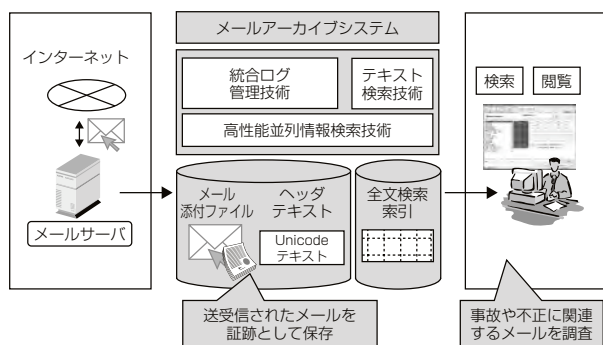 インターネット
メールサーバ
メールアーカイブシステム
統合ログ
管理技術
テキスト
検索技術
高性能並列情報検索技術
メール
添付ファイル
ヘッダ
テキスト
Unicode
テキスト
全文検索
索引
送受信されたメールを
証跡として保存
検索
閲覧
事故や不正に関連
するメールを調査